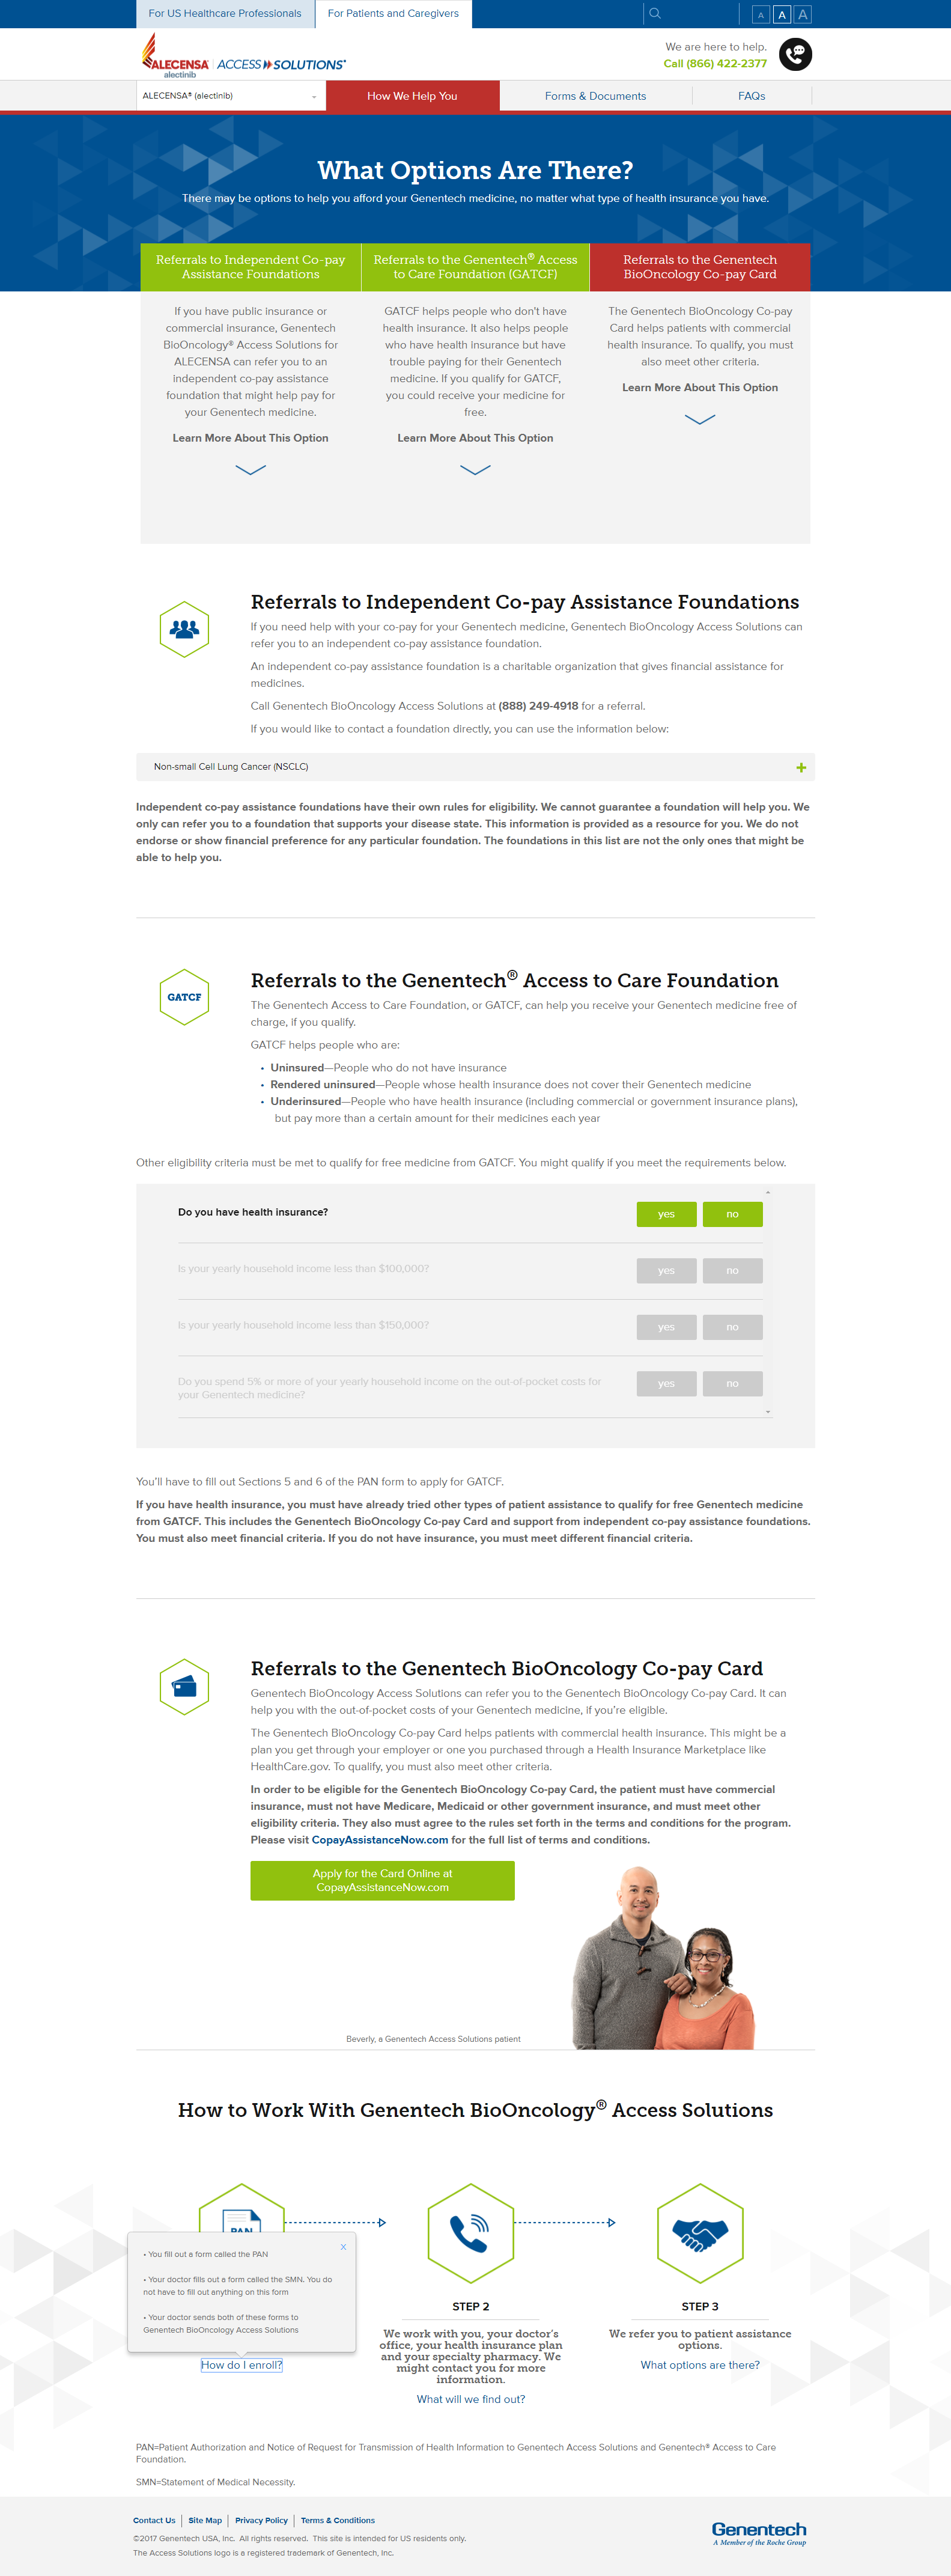 For US Healthcare Professionals
For Patients and Caregivers
A A A
ALECENSA®
alectinib
ACCESS SOLUTIONS®
We are here to help.
Call (866) 422-2377
ALECENSA® (alectinib)
How We Help You
Forms & Documents
FAQs
What Options Are There?
There may be options to help you afford your Genentech medicine, no matter what type of health insurance you have.
Referrals to Independent Co-pay
Assistance Foundations
If you have public insurance or
commercial insurance, Genentech
BioOncology® Access Solutions for
ALECENSA can refer you to an
independent co-pay assistance
foundation that might help pay for
your Genentech medicine.
Learn More About This Option
Referrals to the Genentech® Access
to Care Foundation (GATCF)
GATCF helps people who don't have
health insurance. It also helps people
who have health insurance but have
trouble paying for their Genentech
medicine. If you qualify for GATCF,
you could receive your medicine for
free.
Learn More About This Option
Referrals to the Genentech
BioOncology Co-pay Card
The Genentech BioOncology Co-pay
Card helps patients with commercial
health insurance. To qualify, you must
also meet other criteria.
Learn More About This Option
Referrals to Independent Co-pay Assistance Foundations
If you need help with your co-pay for your Genentech medicine, Genentech BioOncology Access Solutions can
refer you to an independent co-pay assistance foundation.
An independent co-pay assistance foundation is a charitable organization that gives financial assistance for
medicines.
Call Genentech BioOncology Access Solutions at (888) 249-4918 for a referral.
If you would like to contact a foundation directly, you can use the information below:
Non-small Cell Lung Cancer (NSCLC)
Independent co-pay assistance foundations have their own rules for eligibility. We cannot guarantee a foundation will help you. We
only can refer you to a foundation that supports your disease state. This information is provided as a resource for you. We do not
endorse or show financial preference for any particular foundation. The foundations in this list are not the only ones that might be
able to help you.
GATCF
Referrals to the Genentech® Access to Care Foundation
The Genentech Access to Care Foundation, or GATCF, can help you receive your Genentech medicine free of
charge, if you qualify.
GATCF helps people who are:
• Uninsured—People who do not have insurance
• Rendered uninsured—People whose health insurance does not cover their Genentech medicine
• Underinsured—People who have health insurance (including commercial or government insurance plans),
but pay more than a certain amount for their medicines each year
Other eligibility criteria must be met to qualify for free medicine from GATCF. You might qualify if you meet the requirements below.
Do you have health insurance? yes no
Is your yearly household income less than $100,000? yes no
Is your yearly household income less than $150,000? yes no
Do you spend 5% or more of your yearly household income on the out-of-pocket costs for
your Genentech medicine? yes no
You'll have to fill out Sections 5 and 6 of the PAN form to apply for GATCF.
If you have health insurance, you must have already tried other types of patient assistance to qualify for free Genentech medicine
from GATCF. This includes the Genentech BioOncology Co-pay Card and support from independent co-pay assistance foundations.
You must also meet financial criteria. If you do not have insurance, you must meet different financial criteria.
Referrals to the Genentech BioOncology Co-pay Card
Genentech BioOncology Access Solutions can refer you to the Genentech BioOncology Co-pay Card. It can
help you with the out-of-pocket costs of your Genentech medicine, if you're eligible.
The Genentech BioOncology Co-pay Card helps patients with commercial health insurance. This might be a
plan you get through your employer or one you purchased through a Health Insurance Marketplace like
HealthCare.gov. To qualify, you must also meet other criteria.
In order to be eligible for the Genentech BioOncology Co-pay Card, the patient must have commercial
insurance, must not have Medicare, Medicaid or other government insurance, and must meet other
eligibility criteria. They also must agree to the rules set forth in the terms and conditions for the program.
Please visit CopayAssistanceNow.com for the full list of terms and conditions.
Apply for the Card Online at
CopayAssistanceNow.com
Beverly, a Genentech Access Solutions patient
How to Work With Genentech BioOncology® Access Solutions
PAN
• You fill out a form called the PAN
x
• Your doctor fills out a form called the SMN. You do
not have to fill out anything on this form
• Your doctor sends both of these forms to
Genentech BioOncology Access Solutions
How do I enroll?
STEP 2
We work with you, your doctor's
office, your health insurance plan
and your specialty pharmacy. We
might contact you for more
information.
What will we find out?
STEP 3
We refer you to patient assistance
options.
What options are there?
PAN=Patient Authorization and Notice of Request for Transmission of Health Information to Genentech Access Solutions and Genentech® Access to Care
Foundation.
SMN=Statement of Medical Necessity.
Contact Us
Site Map
Privacy Policy
Terms & Conditions
©2017 Genentech USA, Inc. All rights reserved. This site is intended for US residents only.
The Access Solutions logo is a registered trademark of Genentech, Inc.
Genentech
A Member of the Roche Group